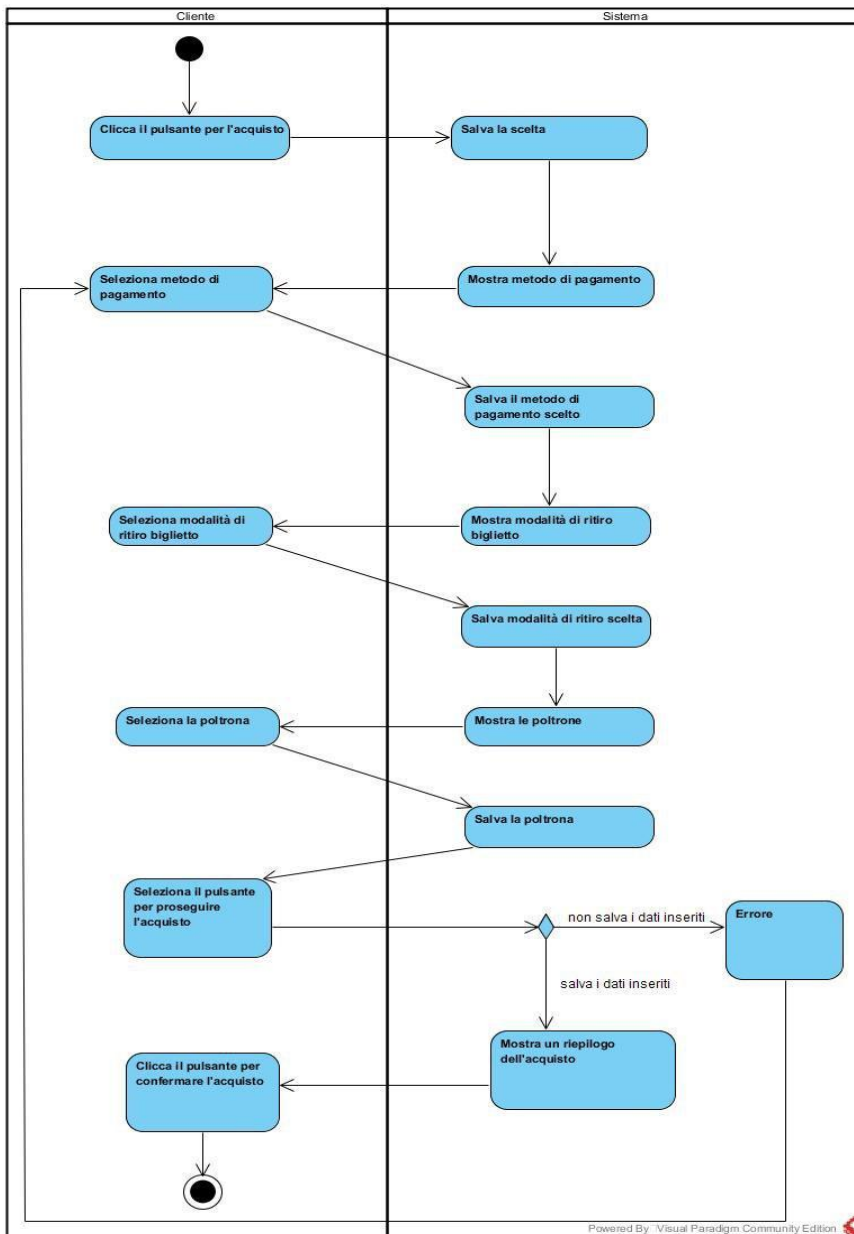 Cliente
Sistema
Clicca il pulsante per l'acquisto
Salva la scelta
Seleziona metodo di
pagamento
Mostra metodo di pagamento
Salva il metodo di
pagamento scelto
Seleziona modalità di
ritiro biglietto
Mostra modalità di ritiro
biglietto
Salva modalità di ritiro scelta
Seleziona la poltrona
Mostra le poltrone
Salva la poltrona
Seleziona il pulsante
per proseguire
l'acquisto
non salva i dati inseriti
Errore
salva i dati inseriti
Mostra un riepilogo
dell'acquisto
Clicca il pulsante per
confermare l'acquisto
Powered By Visual Paradigm Community Edition